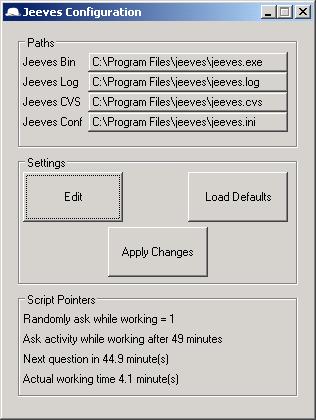 Jeeves Configuration
Paths
Jeeves Bin C:\Program Files\jeeves\jeeves.exe
Jeeves Log C:\Program Files\jeeves\jeeves.log
Jeeves CVS C:\Program Files\jeeves\jeeves.cvs
Jeeves Conf C:\Program Files\jeeves\jeeves.ini
Settings
Edit Load Defaults
Apply Changes
Script Pointers
Randomly ask while working = 1
Ask activity while working after 49 minutes
Next question in 44.9 minute(s)
Actual working time 4.1 minute(s)